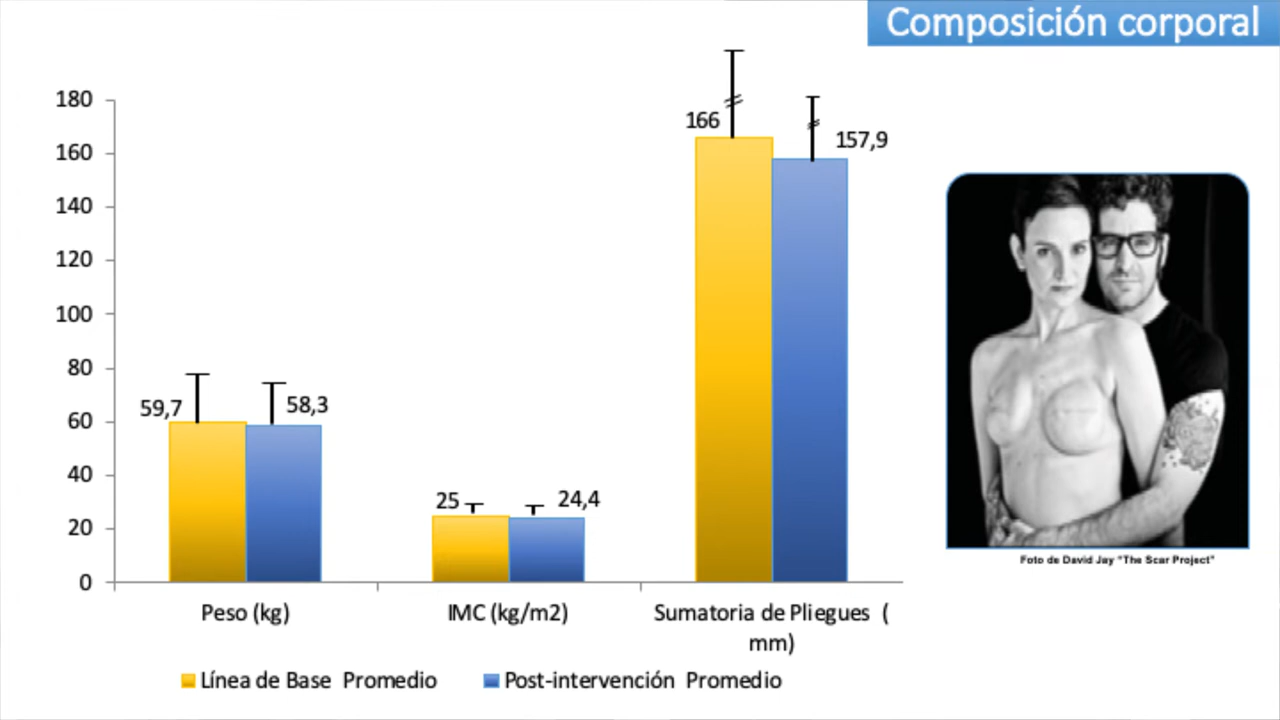 Composición corporal
180
160
140
120
100
80
60
40
20
0
59,7
58,3
25
24,4
166
157,9
Peso (kg)
IMC (kg/m2)
Sumatoria de Pliegues (
mm)
Línea de Base Promedio
Post-intervención Promedio
Foto de David Jay "The Scar Project"